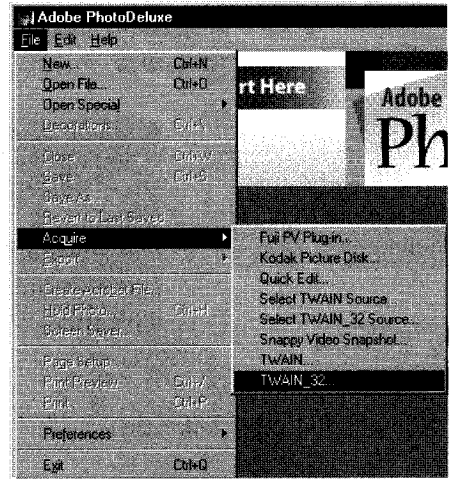 Adobe PhotoDeluxe
File Edit Help
New... Ctrl+N
Open File... Ctrl+O
Open Special
Decorations...
Close Ctrl+W
Save Ctrl+S
Save As...
Revert to Last Saved
Acquire
Export
Create Acrobat File...
Hold Photo... Ctrl+H
Screen Saver...
Page Setup...
Print Preview
Print... Ctrl+P
Preferences
Exit Ctrl+Q
rt Here
Adobe
Ph
Fuji PV Plug-in...
Kodak Picture Disk...
Quick Edit...
Select TWAIN Source...
Select TWAIN_32 Source...
Snappy Video Snapshot...
TWAIN...
TWAIN_32...